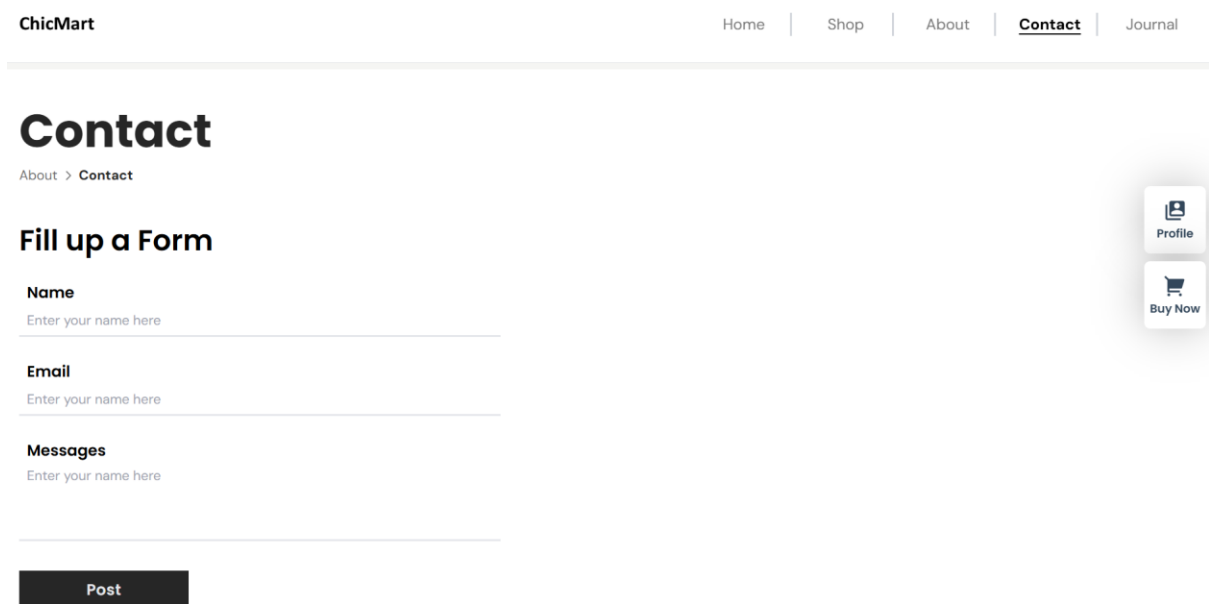 ChicMart
Home Shop About Contact Journal
Contact
About > Contact
Fill up a Form
Name
Enter your name here
Email
Enter your name here
Messages
Enter your name here
Post
Profile
Buy Now